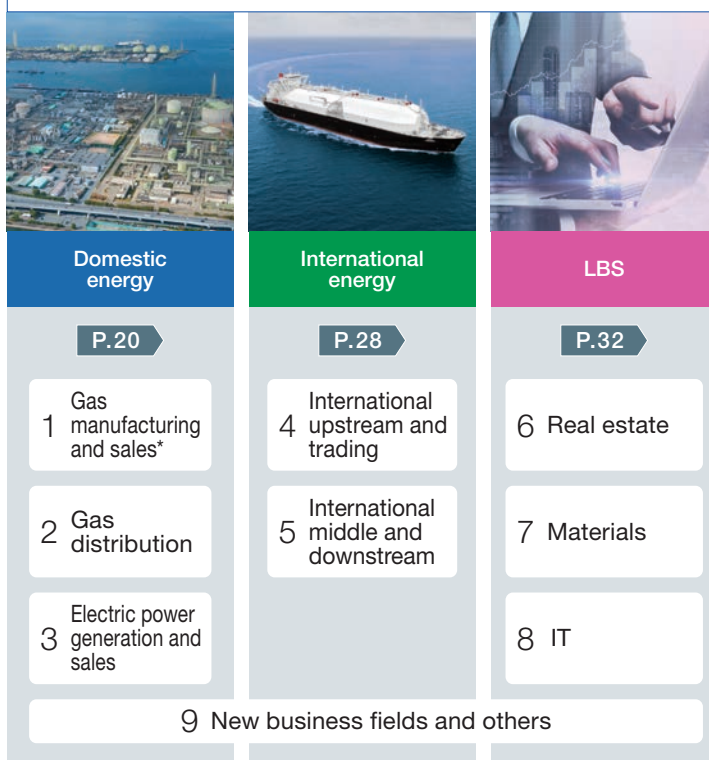 Domestic
energy
P.20
1 Gas
manufacturing
and sales*
2 Gas
distribution
3 Electric power
generation and
sales
International
energy
P.28
4 International
upstream and
trading
5 International
middle and
downstream
LBS
P.32
6 Real estate
7 Materials
8 IT
9 New business fields and others